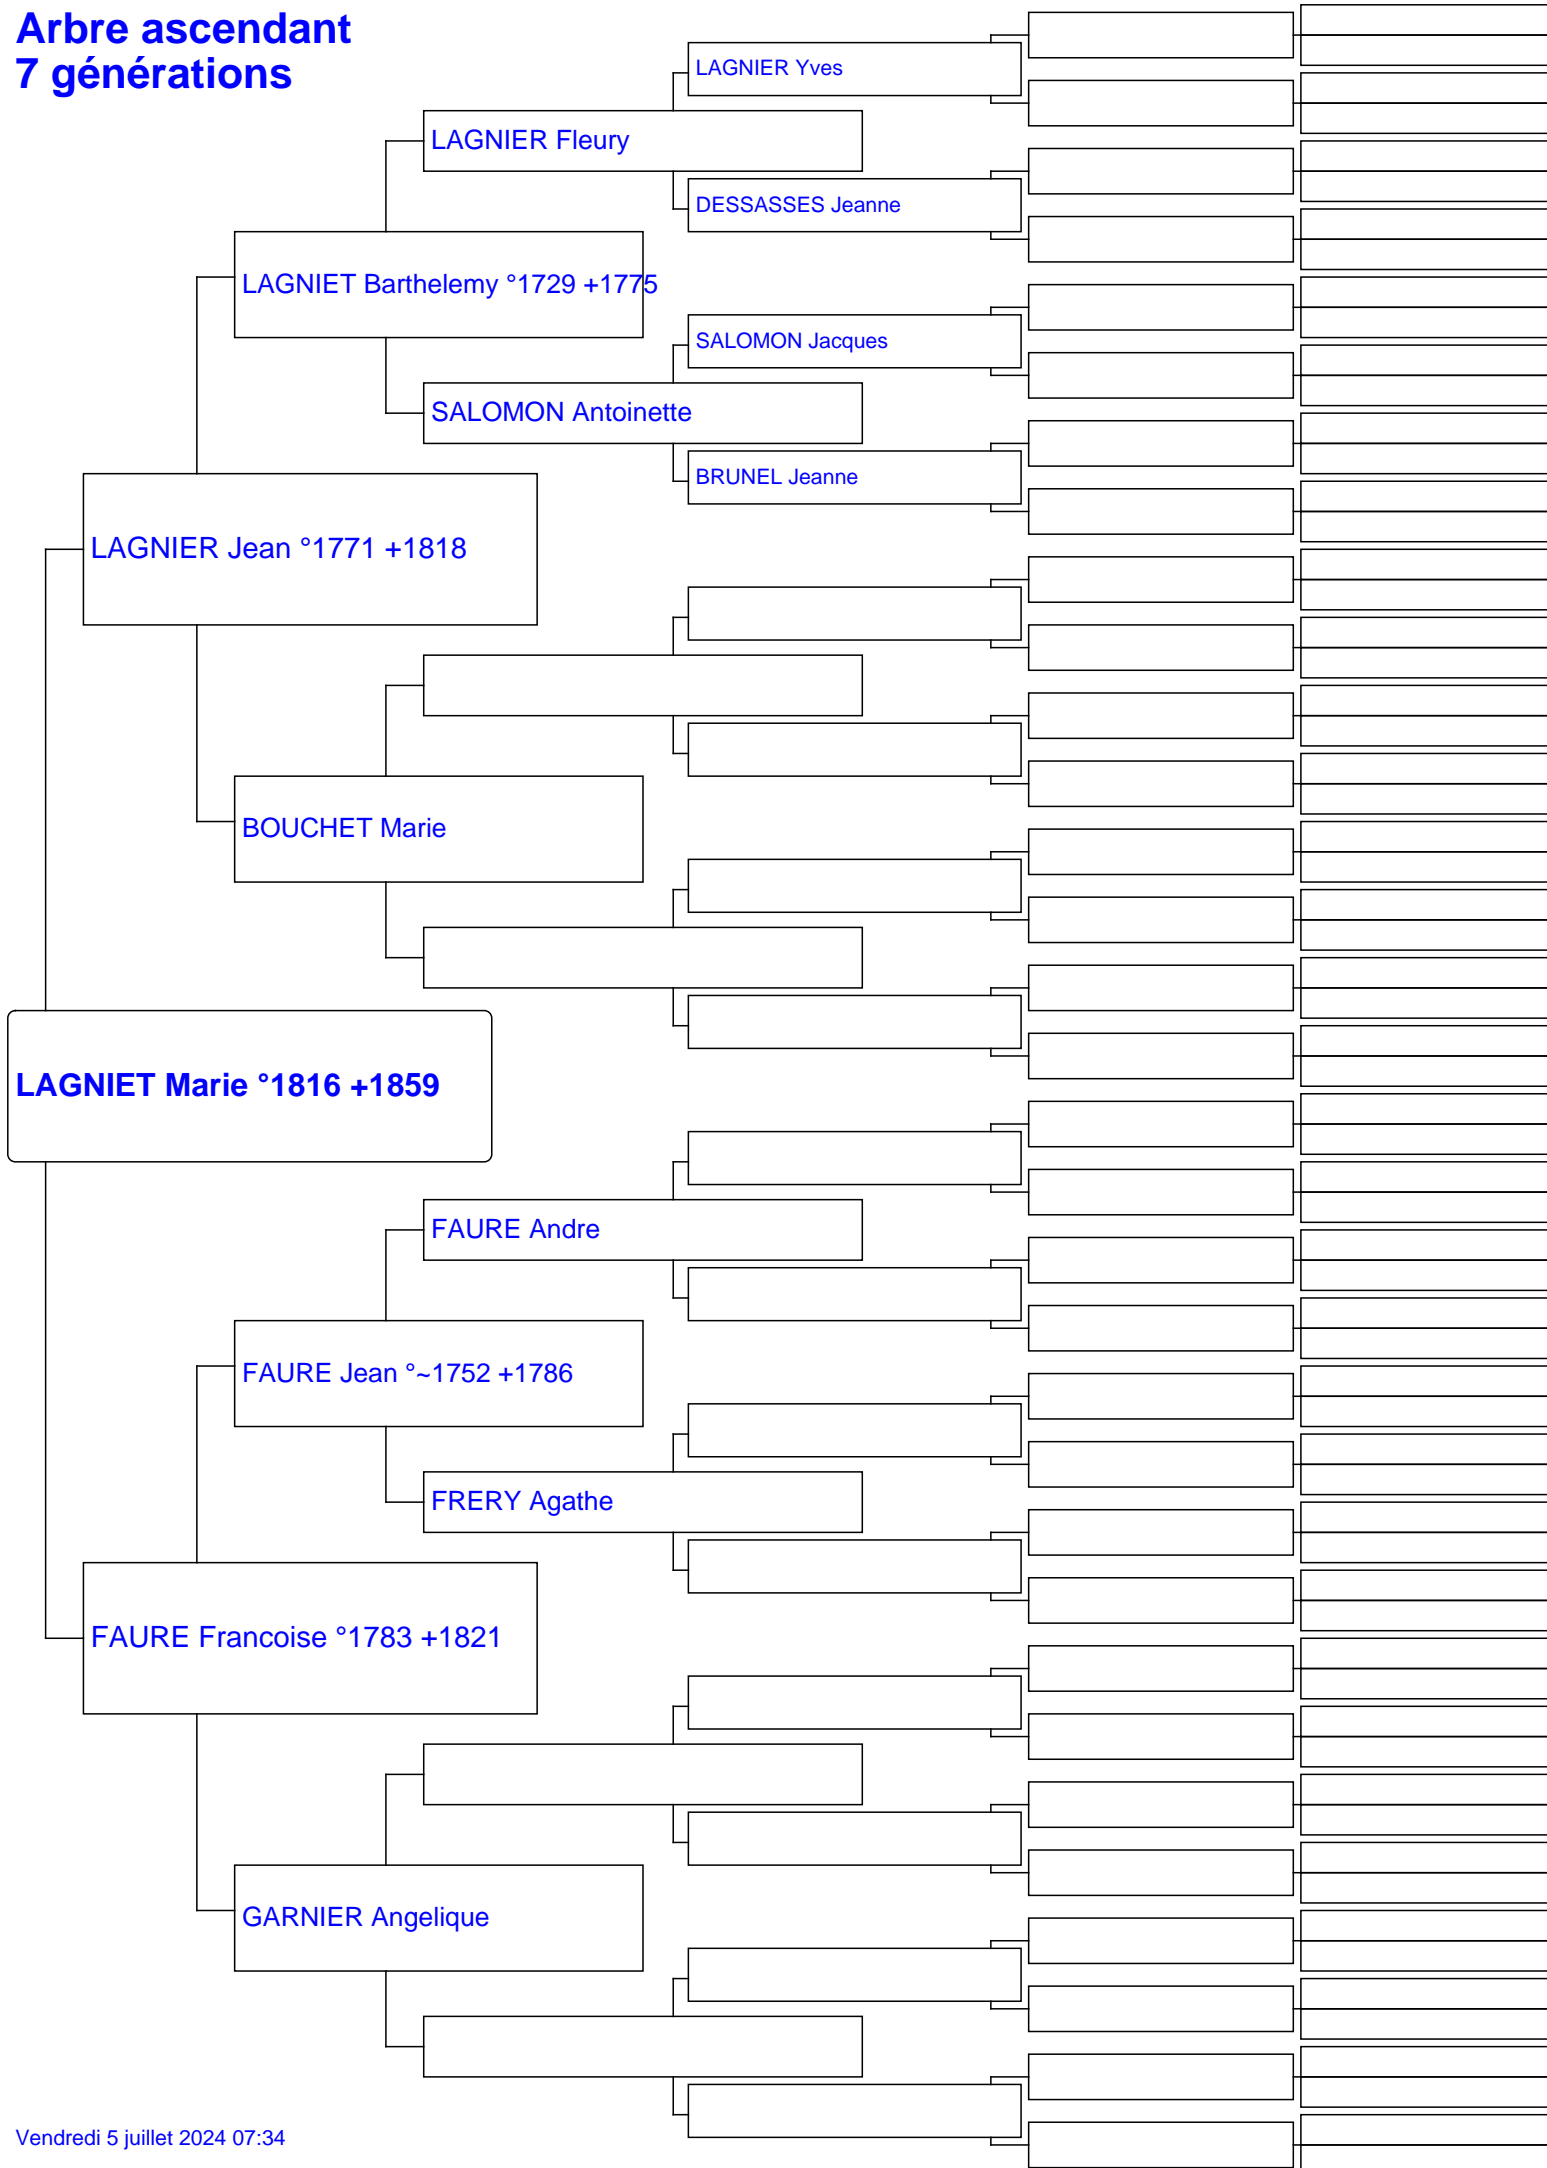 Arbre ascendant
7 générations
LAGNIER Yves
LAGNIER Fleury
DESSASSES Jeanne
LAGNIET Barthelemy °1729 +1775
SALOMON Jacques
SALOMON Antoinette
BRUNEL Jeanne
LAGNIER Jean °1771 +1818
BOUCHET Marie
LAGNIET Marie °1816 +1859
FAURE Andre
FAURE Jean °~1752 +1786
FRERY Agathe
FAURE Francoise °1783 +1821
GARNIER Angelique
Vendredi 5 juillet 2024 07:34